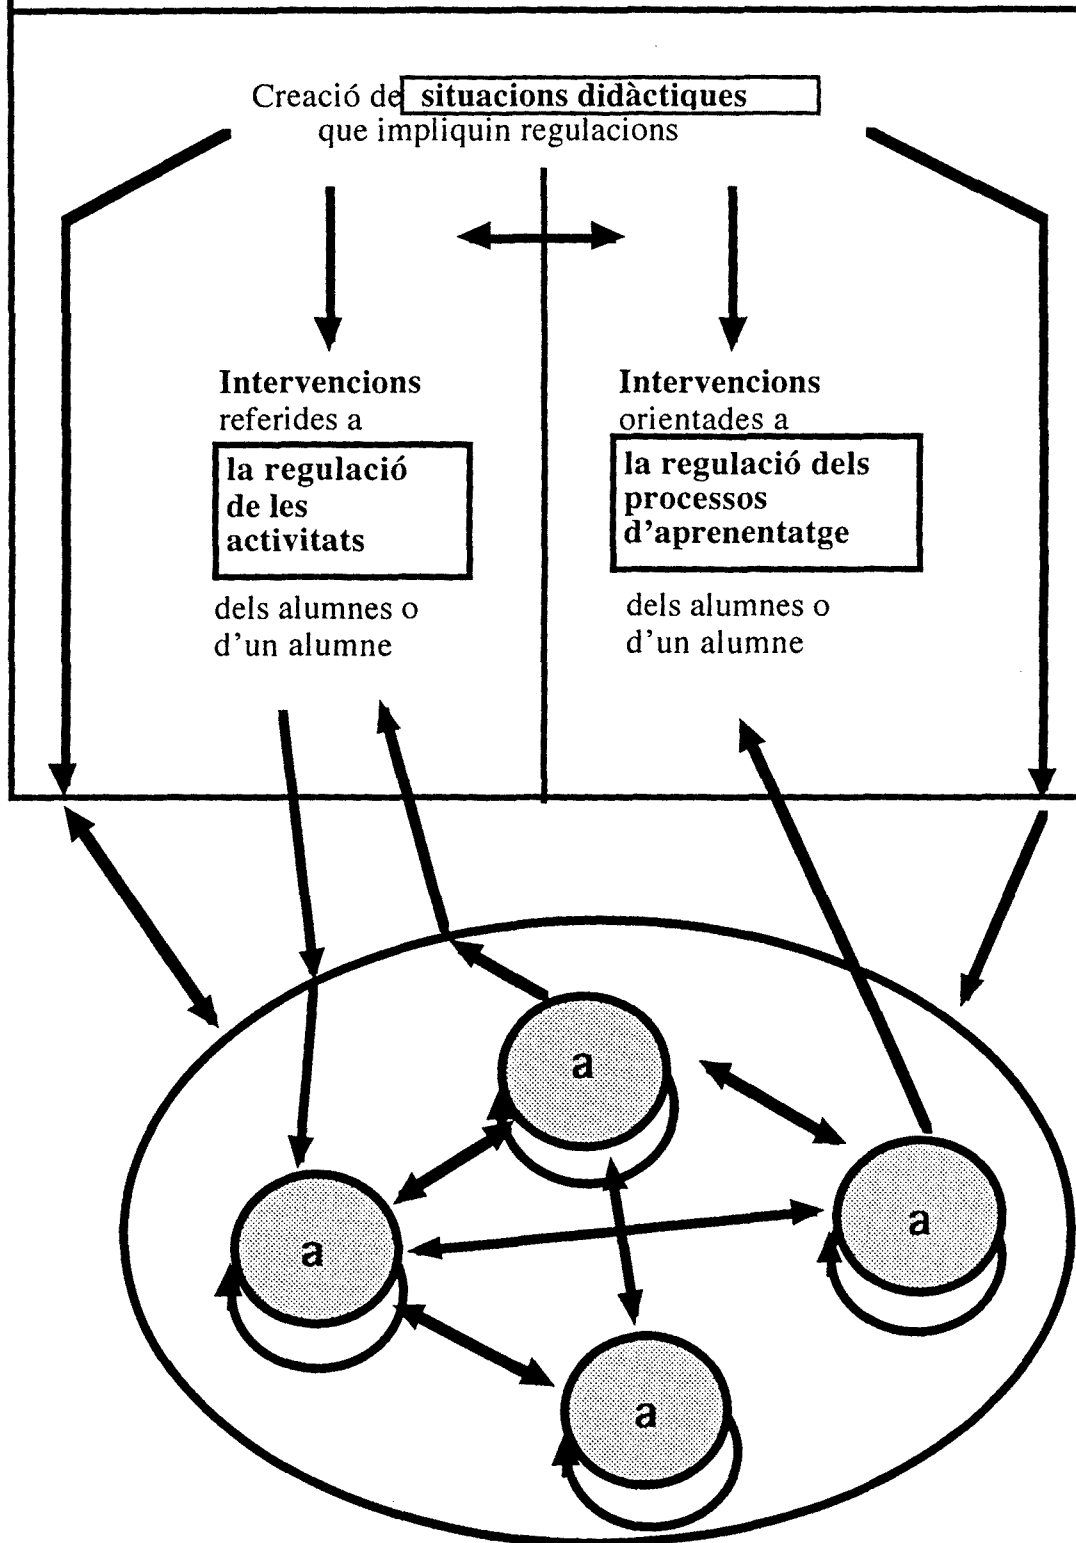 Creació de situacions didàctiques
que impliquin regulacions
Intervencions
referides a
la regulació
de les
activitats
dels alumnes o
d'un alumne
Intervencions
orientades a
la regulació dels
processos
d'aprenentatge
dels alumnes o
d'un alumne
a
a
a
a